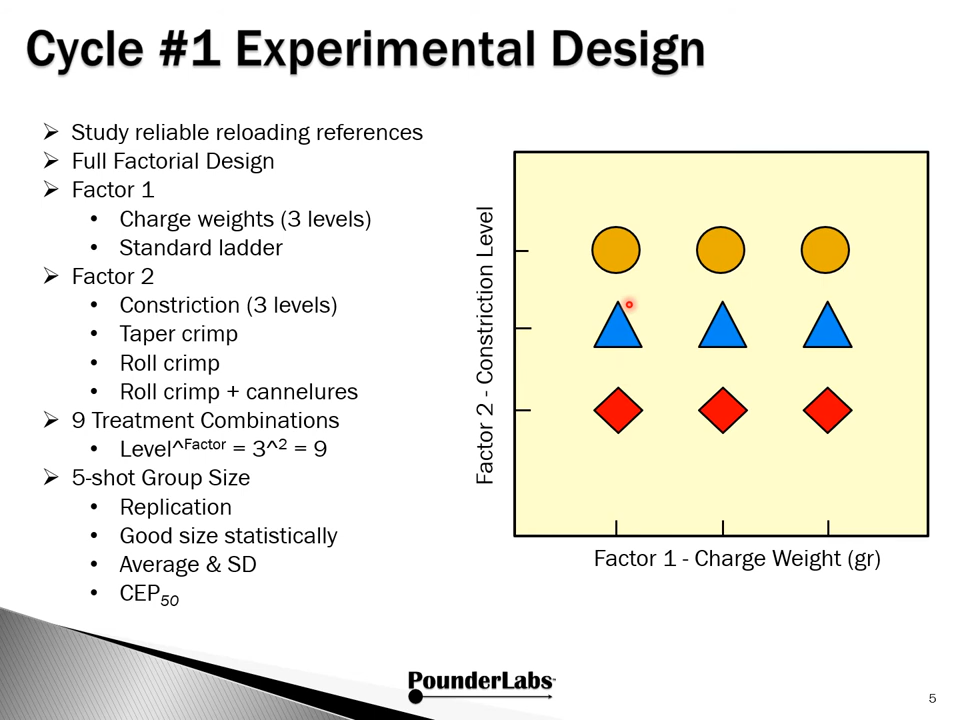 Cycle #1 Experimental Design
Study reliable reloading references
Full Factorial Design
Factor 1
Charge weights (3 levels)
Standard ladder
Factor 2
Constriction (3 levels)
Taper crimp
Roll crimp
Roll crimp + cannelures
9 Treatment Combinations
Level^Factor = 3^2 = 9
5-shot Group Size
Replication
Good size statistically
Average & SD
CEP50
Factor 2 - Constriction Level
Factor 1 - Charge Weight (gr)
PounderLabs
5